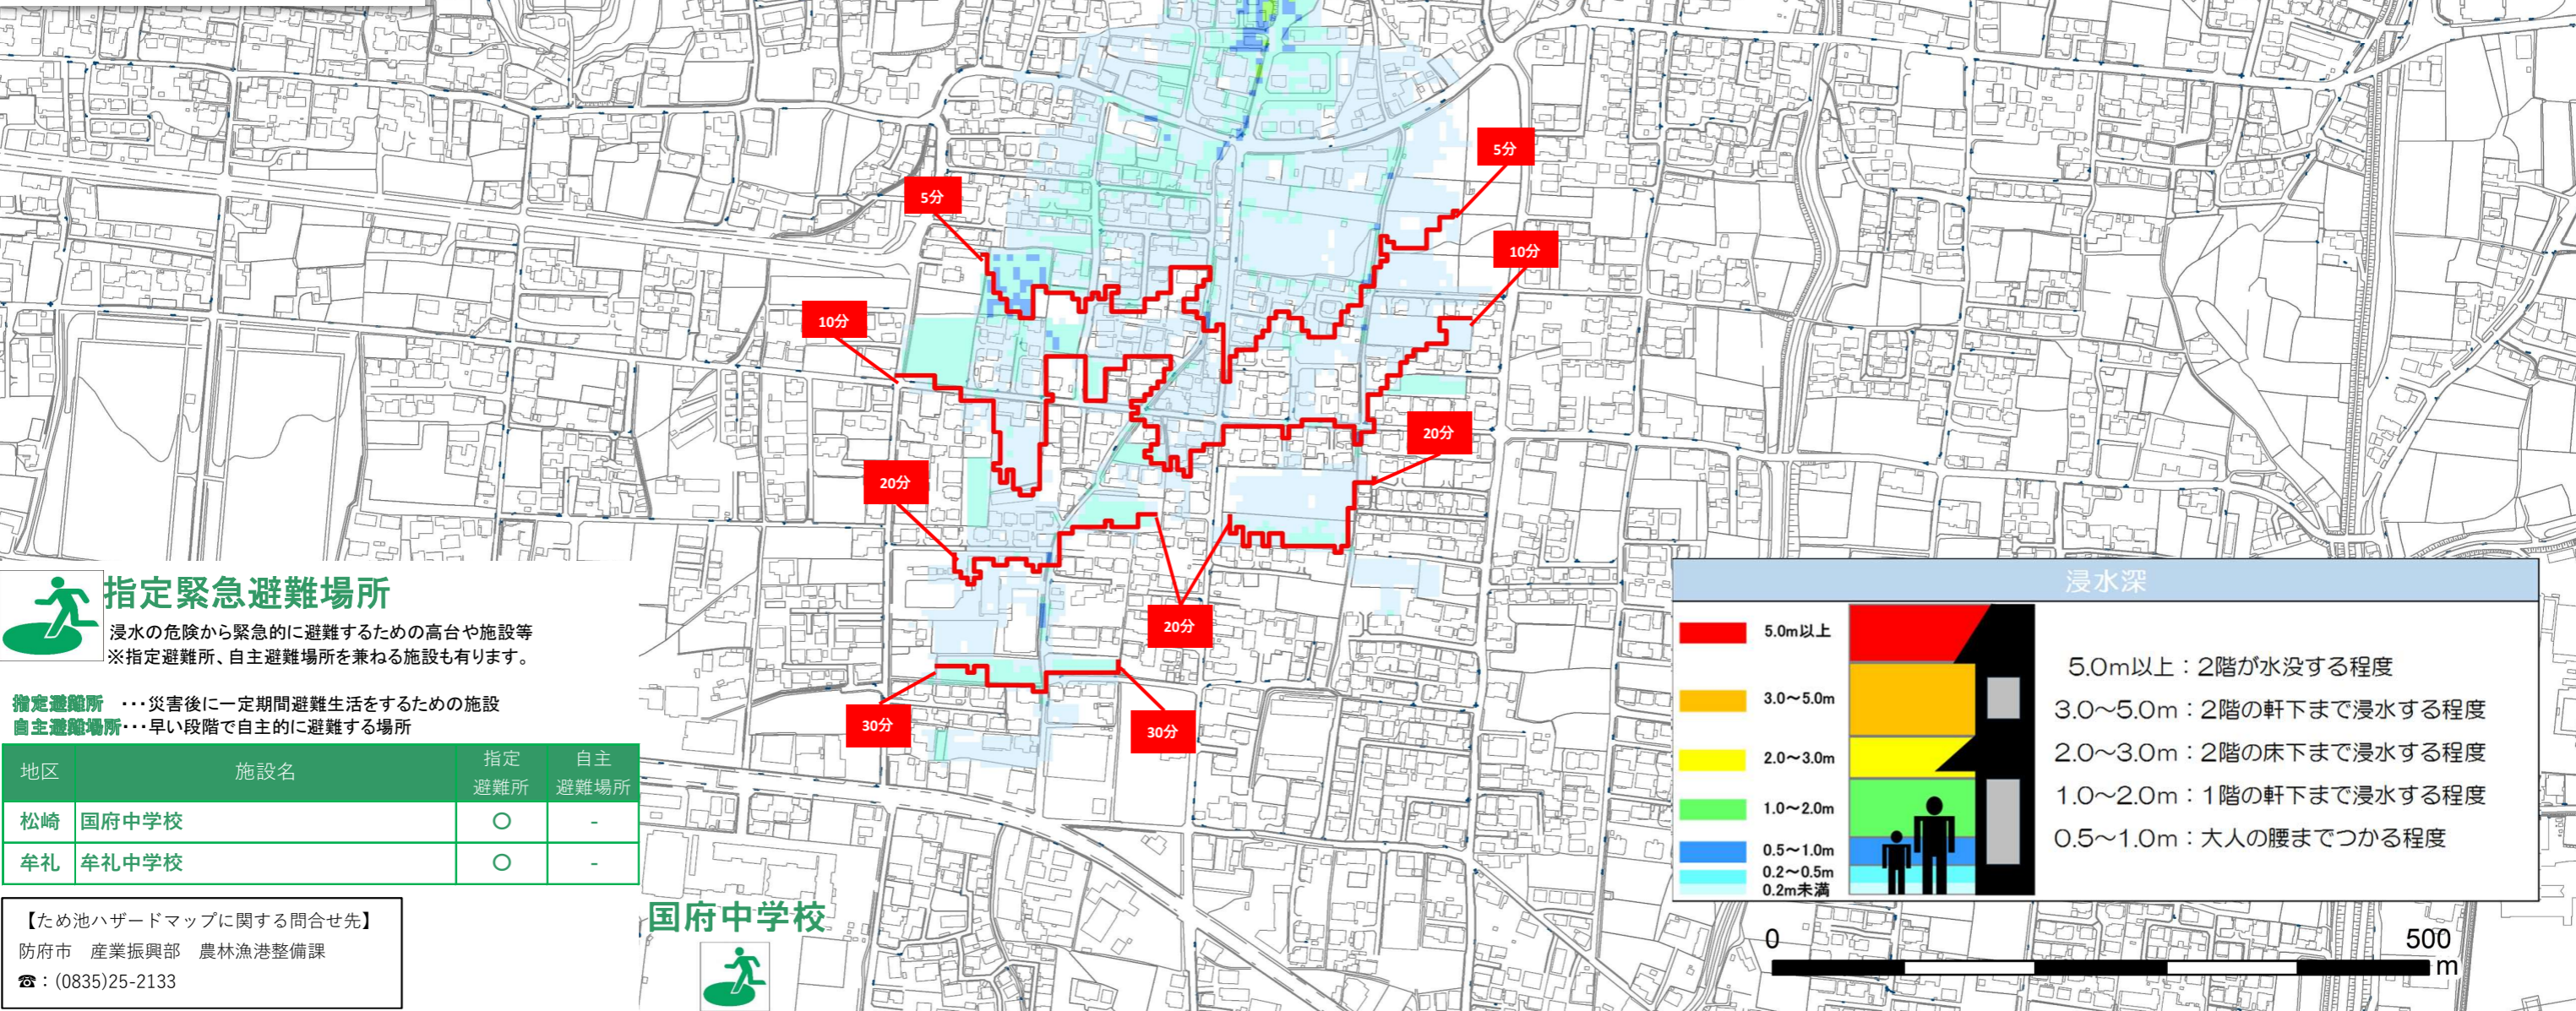 5分
5分
10分
10分
20分
20分
20分
30分
30分
指定緊急避難場所
浸水の危険から緊急的に避難するための高台や施設等
※指定避難所、自主避難場所を兼ねる施設も有ります。
指定避難所 ・・・災害後に一定期間避難生活をするための施設
自主避難場所・・・早い段階で自主的に避難する場所
地区 施設名 指定避難所 自主避難場所
松崎 国府中学校 〇 -
牟礼 牟礼中学校 〇 -
【ため池ハザードマップに関する問合せ先】
防府市 産業振興部 農林漁港整備課
☎：(0835)25-2133
国府中学校
浸水深
5.0m以上
3.0～5.0m
2.0～3.0m
1.0～2.0m
0.5～1.0m
0.2～0.5m
0.2m未満
5.0m以上：2階が水没する程度
3.0～5.0m：2階の軒下まで浸水する程度
2.0～3.0m：2階の床下まで浸水する程度
1.0～2.0m：1階の軒下まで浸水する程度
0.5～1.0m：大人の腰までつかる程度
0 500
m